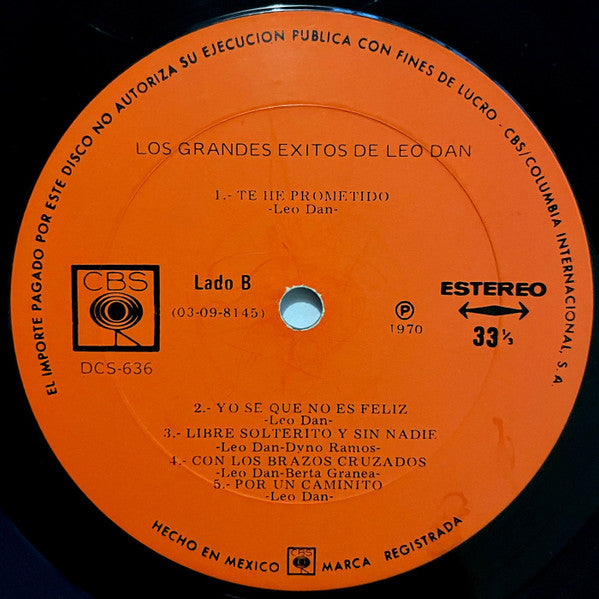 EL IMPORTE PAGADO POR ESTE DISCO NO AUTORIZA SU EJECUCION PUBLICA CON FINES DE LUCRO - CBS/COLUMBIA INTERNACIONAL, S.A.
LOS GRANDES EXITOS DE LEO DAN
1.- TE HE PROMETIDO
-Leo Dan-
CBS
DCS-636
Lado B
(03-09-8145)
P
1970
ESTEREO
33 1/3
2.- YO SE QUE NO ES FELIZ
-Leo Dan-
3.- LIBRE SOLTERITO Y SIN NADIE
-Leo Dan-Dyno Ramos-
4.- CON LOS BRAZOS CRUZADOS
-Leo Dan-Berta Granea-
5.- POR UN CAMINITO
-Leo Dan-
HECHO EN MEXICO CBS MARCA REGISTRADA